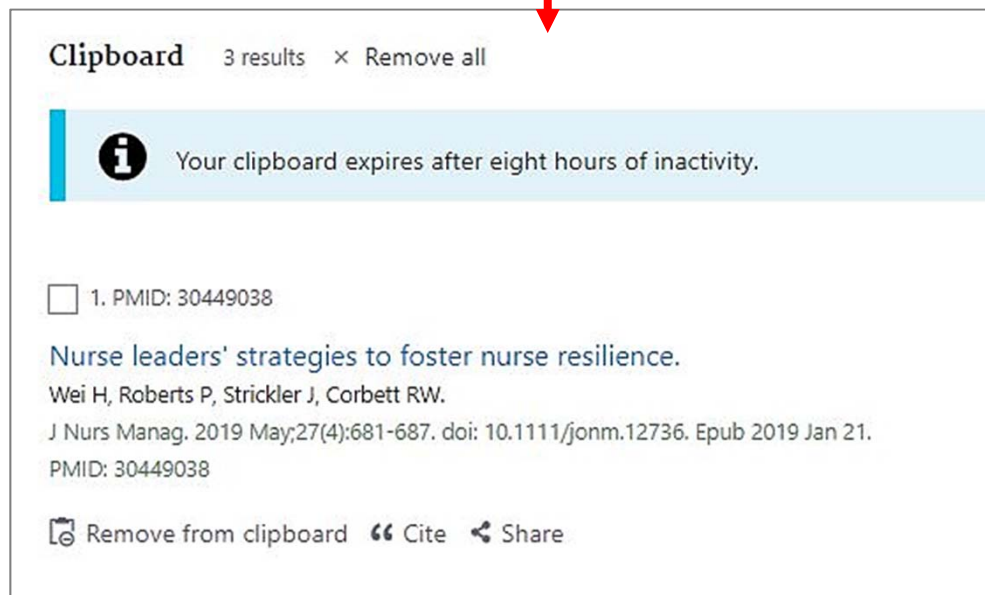 Clipboard 3 results × Remove all
Your clipboard expires after eight hours of inactivity.
1. PMID: 30449038
Nurse leaders' strategies to foster nurse resilience.
Wei H, Roberts P, Strickler J, Corbett RW.
J Nurs Manag. 2019 May;27(4):681-687. doi: 10.1111/jonm.12736. Epub 2019 Jan 21.
PMID: 30449038
Remove from clipboard Cite Share